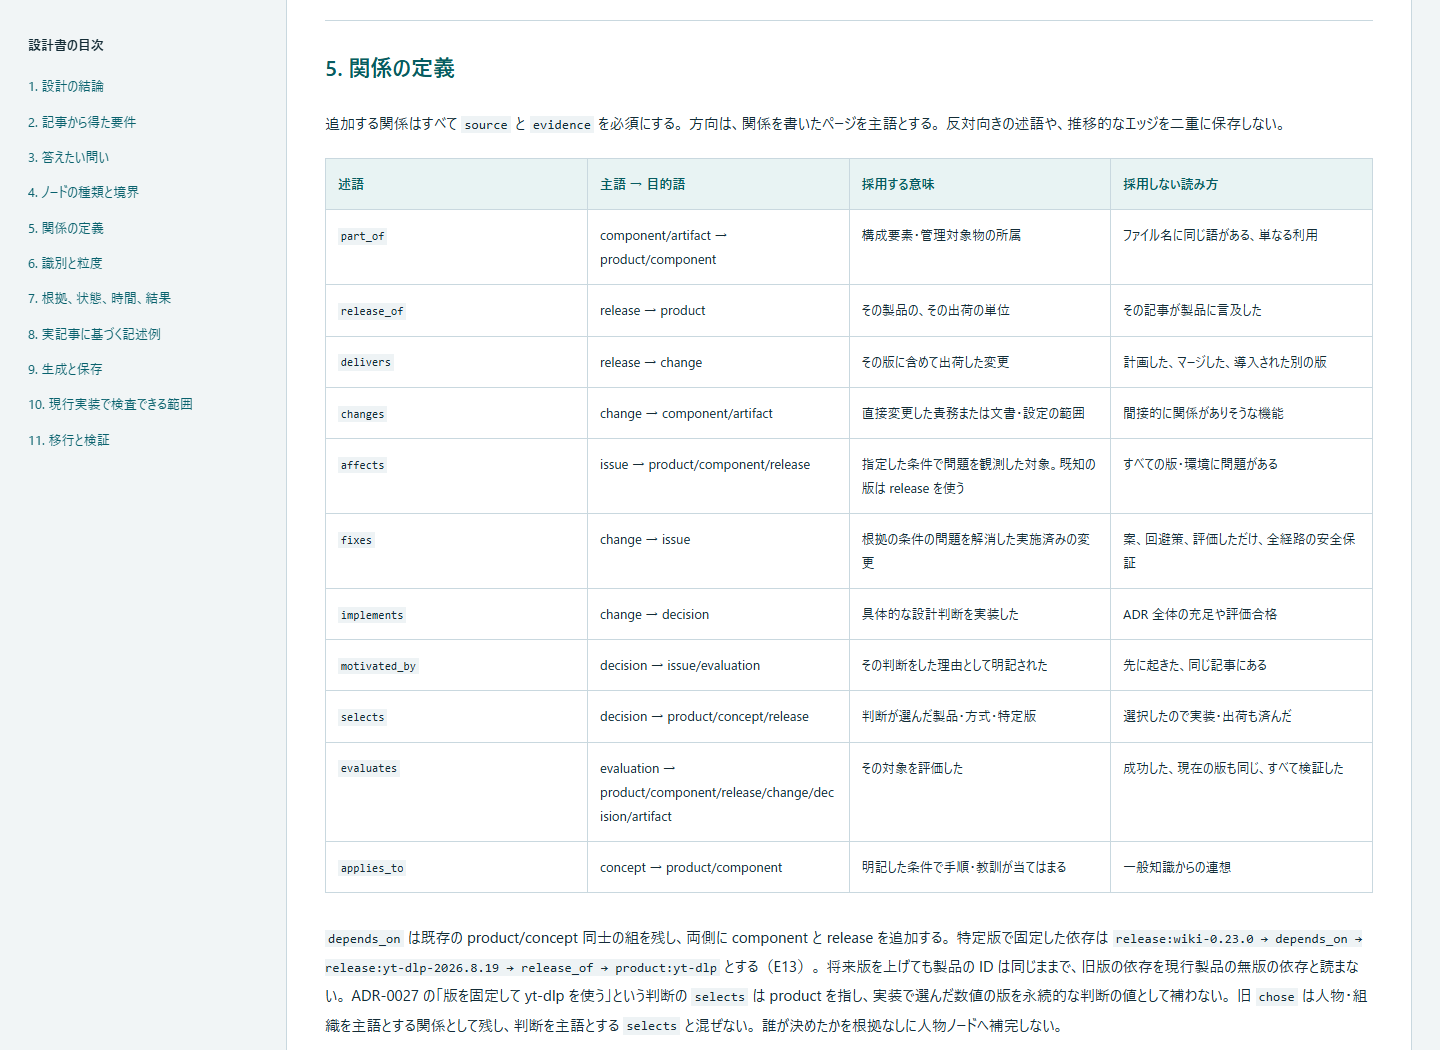 設計書の目次
1. 設計の結論
2. 記事から得た要件
3. 答えたい問い
4. ノードの種類と境界
5. 関係の定義
6. 識別と粒度
7. 根拠、状態、時間、結果
8. 実記事に基づく記述例
9. 生成と保存
10. 現行実装で検査できる範囲
11. 移行と検証
5. 関係の定義
追加する関係はすべて source と evidence を必須にする。方向は、関係を書いたページを主語とする。反対向きの述語や、推移的なエッジを二重に保存しない。
述語 主語 → 目的語 採用する意味 採用しない読み方
part_of component/artifact → 構成要素・管理対象物の所属 ファイル名に同じ語がある、単なる利用
product/component
release_of release → product その製品の、その出荷の単位 その記事が製品に言及した
delivers release → change その版に含めて出荷した変更 計画した、マージした、導入された別の版
changes change → component/artifact 直接変更した責務または文書・設定の範囲 間接的に関係がありそうな機能
affects issue → product/component/release 指定した条件で問題を観測した対象。既知の すべての版・環境に問題がある
版は release を使う
fixes change → issue 根拠の条件の問題を解消した実施済みの変 案、回避策、評価しただけ、全経路の安全保
更 証
implements change → decision 具体的な設計判断を実装した ADR 全体の充足や評価合格
motivated_by decision → issue/evaluation その判断をした理由として明記された 先に起きた、同じ記事にある
selects decision → product/concept/release 判断が選んだ製品・方式・特定版 選択したので実装・出荷も済んだ
evaluates evaluation → その対象を評価した 成功した、現在の版も同じ、すべて検証した
product/component/release/change/dec
ision/artifact
applies_to concept → product/component 明記した条件で手順・教訓が当てはまる 一般知識からの連想
depends_on は既存の product/concept 同士の組を残し、両側に component と release を追加する。特定版で固定した依存は release:wiki-0.23.0 → depends_on →
release:yt-dlp-2026.8.19 → release_of → product:yt-dlp とする（E13）。将来版を上げても製品の ID は同じままで、旧版の依存を現行製品の無版の依存と読まな
い。ADR-0027 の「版を固定して yt-dlp を使う」という判断の selects は product を指し、実装で選んだ数値の版を永続的な判断の値として補わない。旧 chose は人物・組
織を主語とする関係として残し、判断を主語とする selects と混ぜない。誰が決めたかを根拠なしに人物ノードへ補完しない。